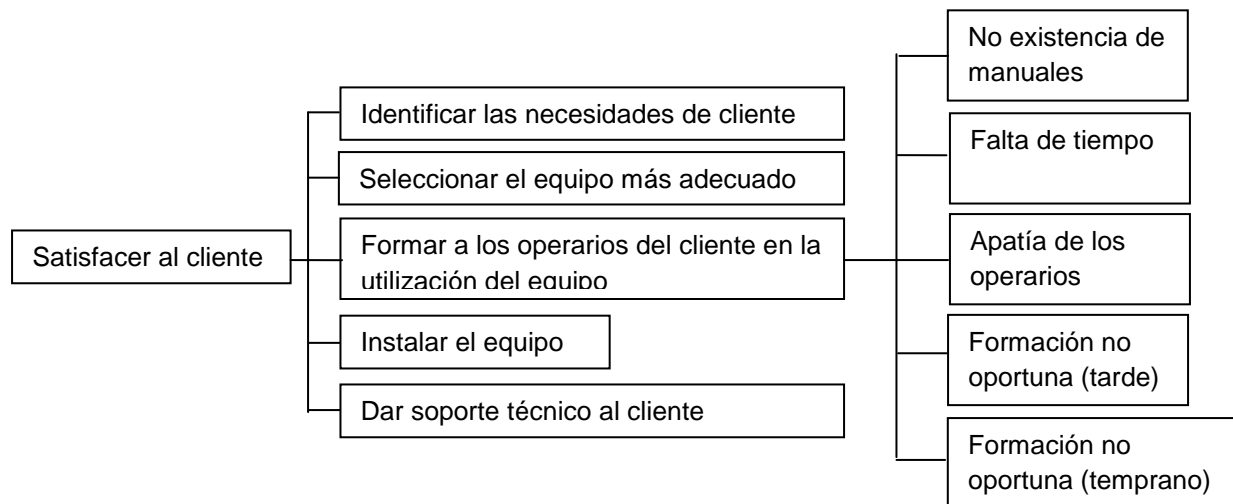 Satisfacer al cliente
Identificar las necesidades de cliente
Seleccionar el equipo más adecuado
Formar a los operarios del cliente en la
utilización del equipo
Instalar el equipo
Dar soporte técnico al cliente
No existencia de
manuales
Falta de tiempo
Apatía de los
operarios
Formación no
oportuna (tarde)
Formación no
oportuna (temprano)